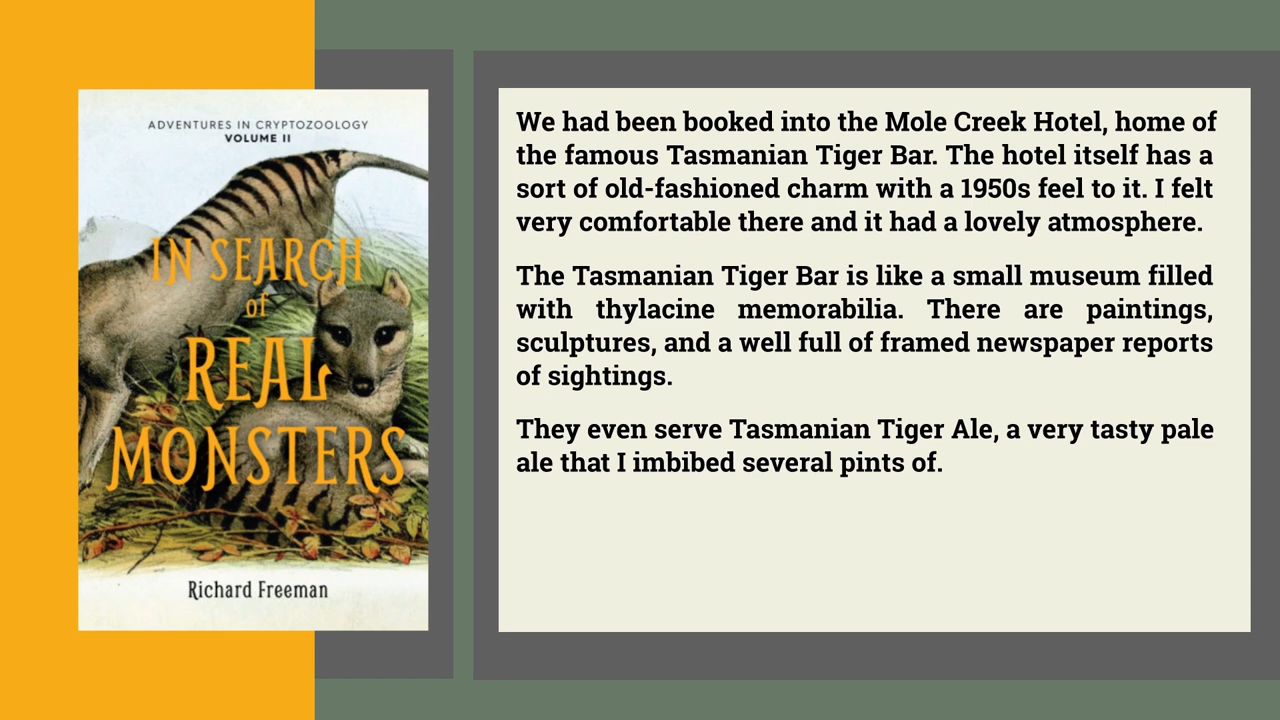 ADVENTURES IN CRYPTOZOOLOGY
VOLUME II
IN SEARCH
of
REAL
MONSTERS
Richard Freeman
We had been booked into the Mole Creek Hotel, home of
the famous Tasmanian Tiger Bar. The hotel itself has a
sort of old-fashioned charm with a 1950s feel to it. I felt
very comfortable there and it had a lovely atmosphere.
The Tasmanian Tiger Bar is like a small museum filled
with thylacine memorabilia. There are paintings,
sculptures, and a well full of framed newspaper reports
of sightings.
They even serve Tasmanian Tiger Ale, a very tasty pale
ale that I imbibed several pints of.